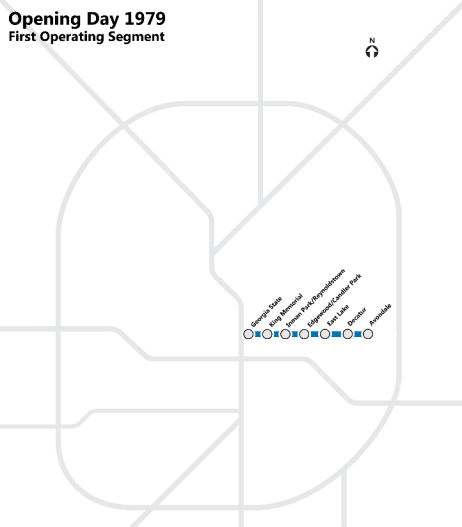 Opening Day 1979
First Operating Segment
N
Georgia State
King Memorial
Inman Park/Reynoldstown
Edgewood/Candler Park
East Lake
Decatur
Avondale